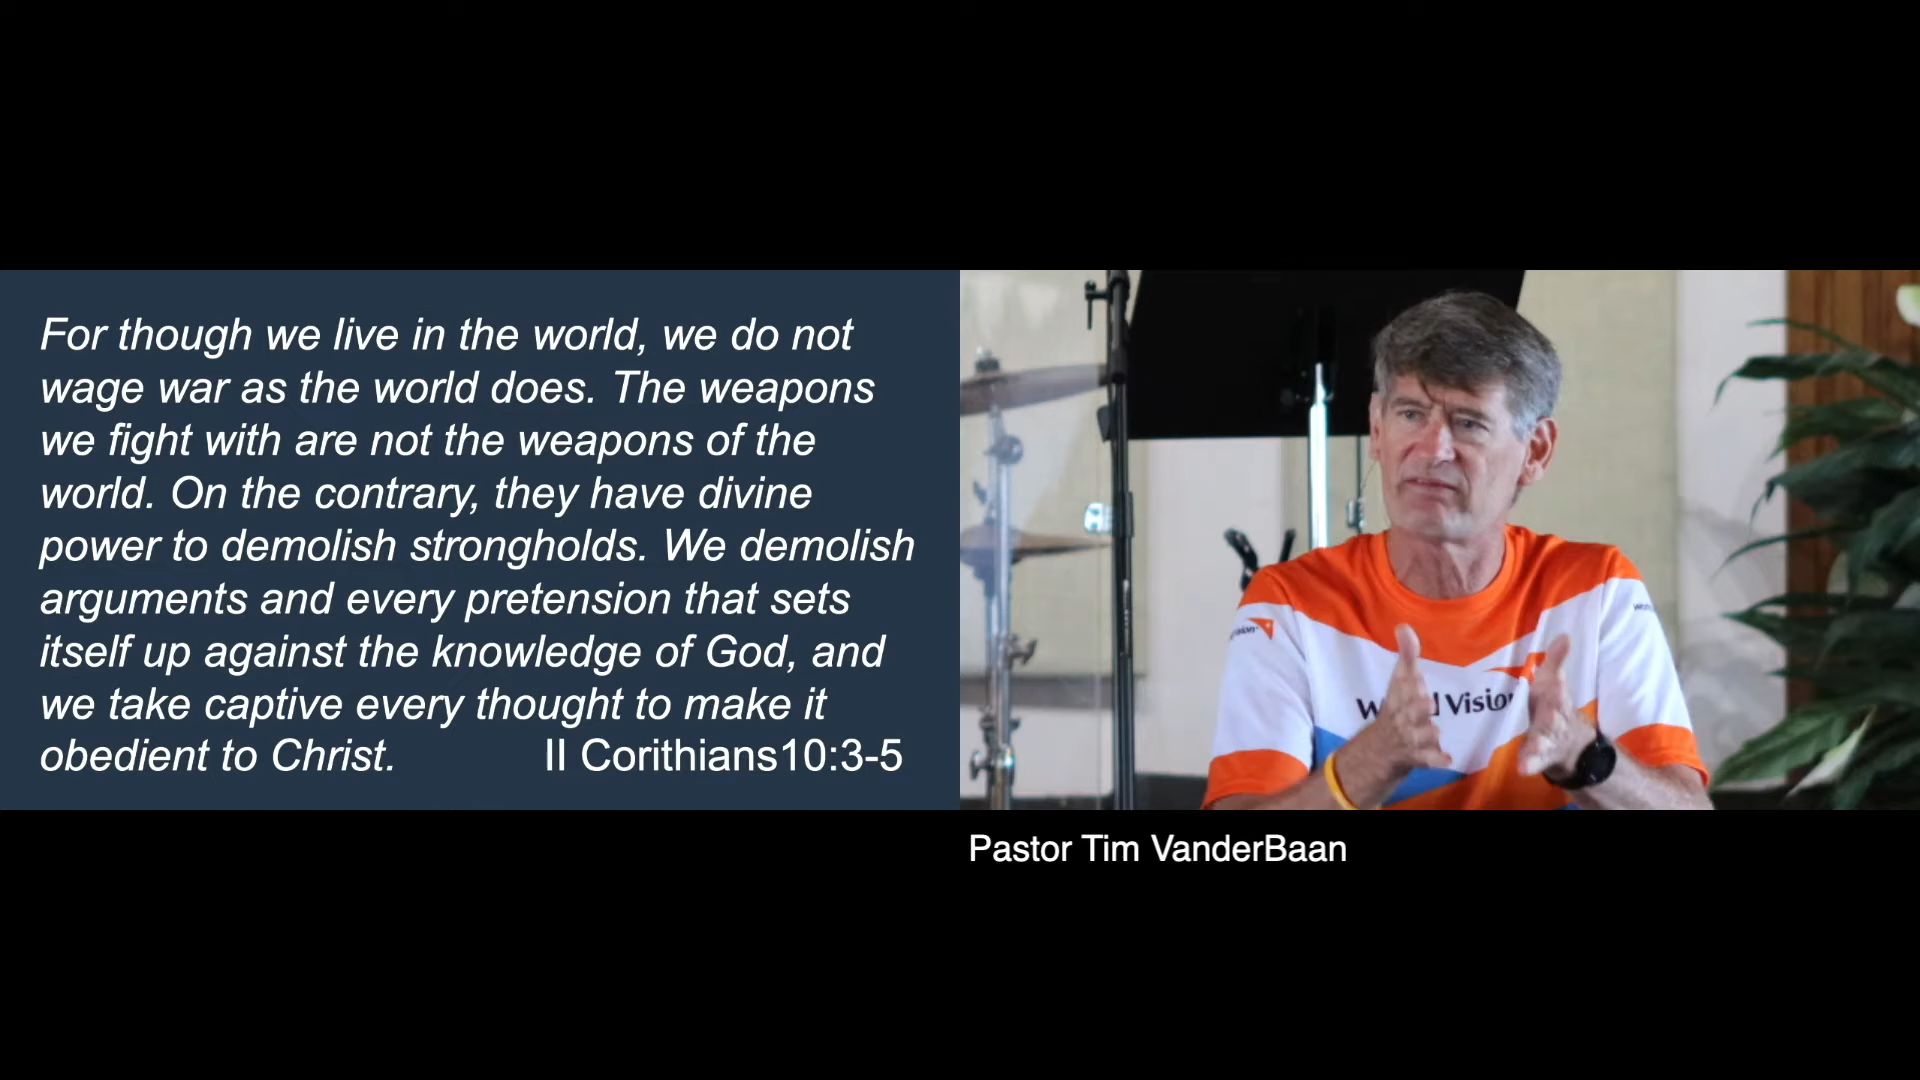 For though we live in the world, we do not
wage war as the world does. The weapons
we fight with are not the weapons of the
world. On the contrary, they have divine
power to demolish strongholds. We demolish
arguments and every pretension that sets
itself up against the knowledge of God, and
we take captive every thought to make it
obedient to Christ. II Corithians10:3-5
Vision
Pastor Tim VanderBaan